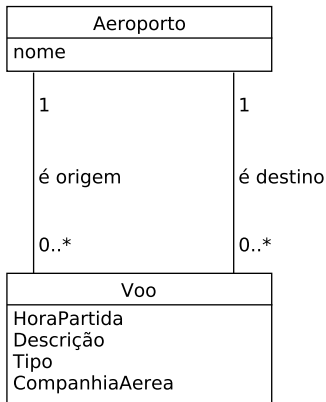 Aeroporto
nome
1 1
é origem é destino
0..* 0..*
Voo
HoraPartida
Descrição
Tipo
CompanhiaAerea